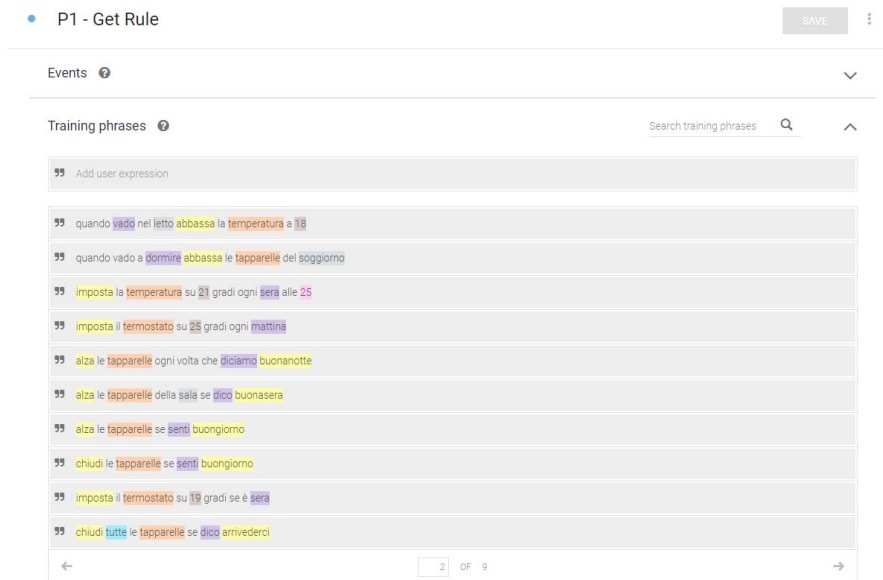 P1 - Get Rule
SAVE
Events
Training phrases
Search training phrases
Add user expression
quando vado nel letto abbassa la temperatura a 18
quando vado a dormire abbassa le tapparelle del soggiorno
imposta la temperatura su 21 gradi ogni sera alle 25
imposta il termostato su 25 gradi ogni mattina
alza le tapparelle ogni volta che diciamo buonanotte
alza le tapparelle della sala se dico buonasera
alza le tapparelle se senti buongiorno
chiudi le tapparelle se senti buongiorno
imposta il termostato su 19 gradi se è sera
chiudi tutte le tapparelle se dico arrivederci
2 OF 9